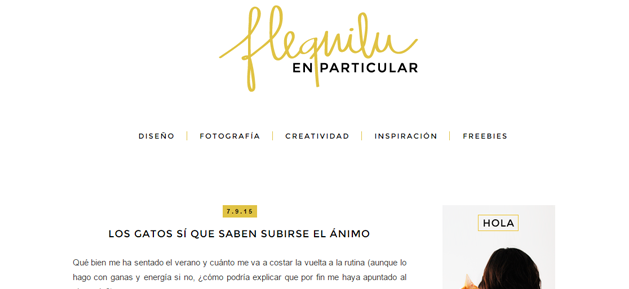 flequilu
EN PARTICULAR
DISEÑO FOTOGRAFÍA CREATIVIDAD INSPIRACIÓN FREEBIES
7.9.15
HOLA
LOS GATOS SÍ QUE SABEN SUBIRSE EL ÁNIMO
Qué bien me ha sentado el verano y cuánto me va a costar la vuelta a la rutina (aunque lo
hago con ganas y energía si no, ¿cómo podría explicar que por fin me haya apuntado al